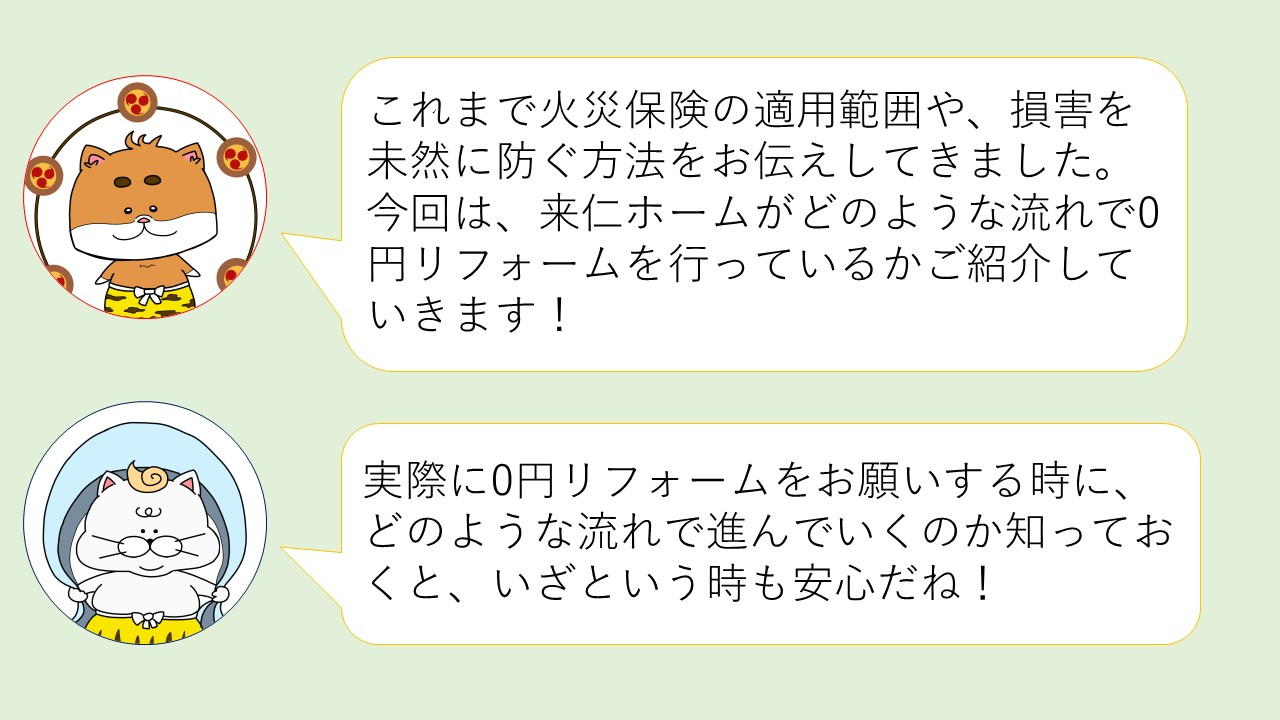 これまで火災保険の適用範囲や、損害を
未然に防ぐ方法をお伝えしてきました。
今回は、来仁ホームがどのような流れで0
円リフォームを行っているかご紹介して
いきます！
実際に0円リフォームをお願いする時に、
どのような流れで進んでいくのか知ってお
くと、いざという時も安心だね！